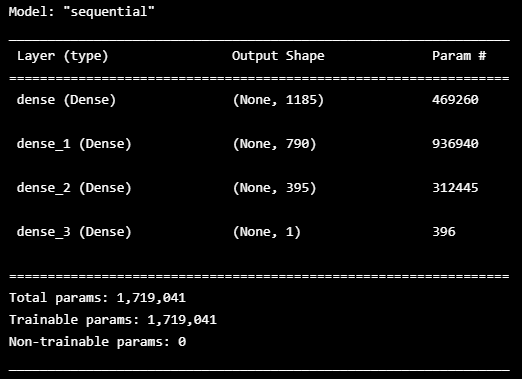 Model: "sequential"
_________________________________________________________________
Layer (type) Output Shape Param #
=================================================================
dense (Dense) (None, 1185) 469260
dense_1 (Dense) (None, 790) 936940
dense_2 (Dense) (None, 395) 312445
dense_3 (Dense) (None, 1) 396
=================================================================
Total params: 1,719,041
Trainable params: 1,719,041
Non-trainable params: 0
_________________________________________________________________